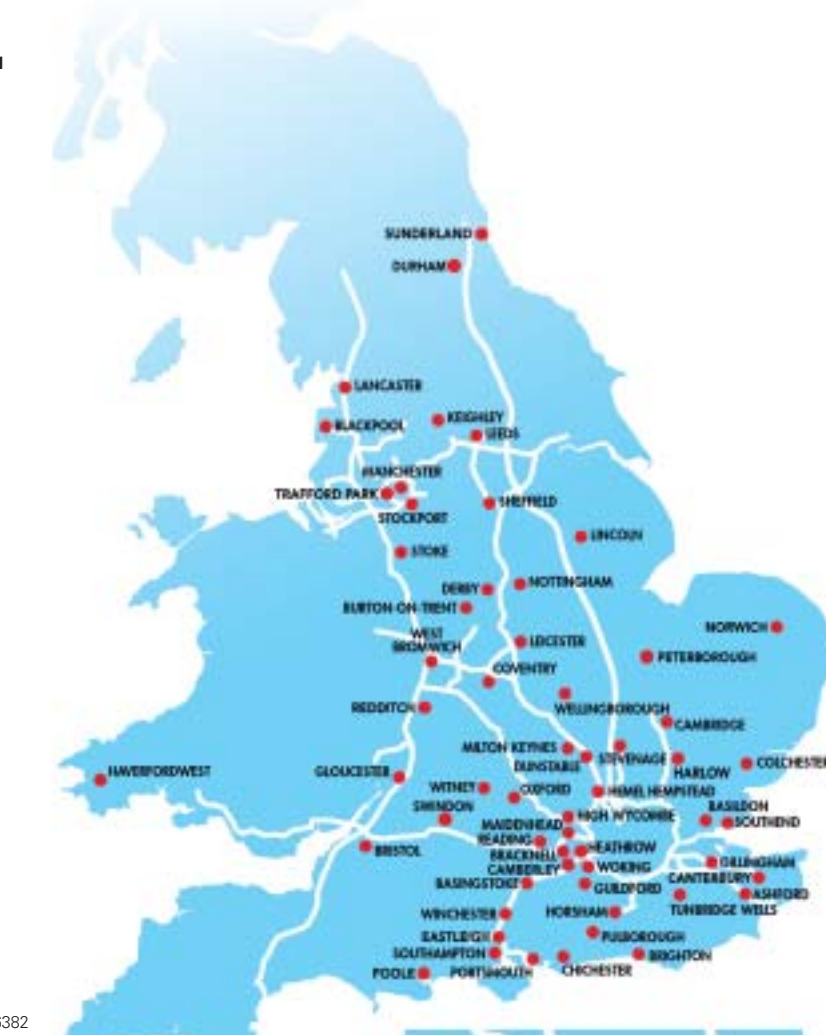 SUNDERLAND
DURHAM
LANCASTER
KEIGHLEY
BLACKPOOL
LEEDS
MANCHESTER
TRAFFORD PARK
SHEFFIELD
STOCKPORT
LINCOLN
STOKE
NOTTINGHAM
DERBY
BURTON-ON-TRENT
NORWICH
WEST
BROMWICH
LEICESTER
PETERBOROUGH
COVENTRY
REDDITCH
WELLINGBOROUGH
CAMBRIDGE
MILTON KEYNES
DUNSTABLE
STEVENAGE
COLCHESTER
HAVERFORDWEST
GLOUCESTER
HARLOW
WITNEY
OXFORD
HEMEL HEMPSTEAD
SWINDON
BASILDON
HIGH WYCOMBE
SOUTHEND
MAIDENHEAD
READING
HEATHROW
BRISTOL
BRACKNELL
GILLINGHAM
CAMBERLEY
WOKING
CANTERBURY
BASINGSTOKE
GUILDFORD
ASHFORD
TUNBRIDGE WELLS
WINCHESTER
HORSHAM
EASTLEIGH
PULBOROUGH
SOUTHAMPTON
BRIGHTON
POOLE
PORTSMOUTH
CHICHESTER
6382